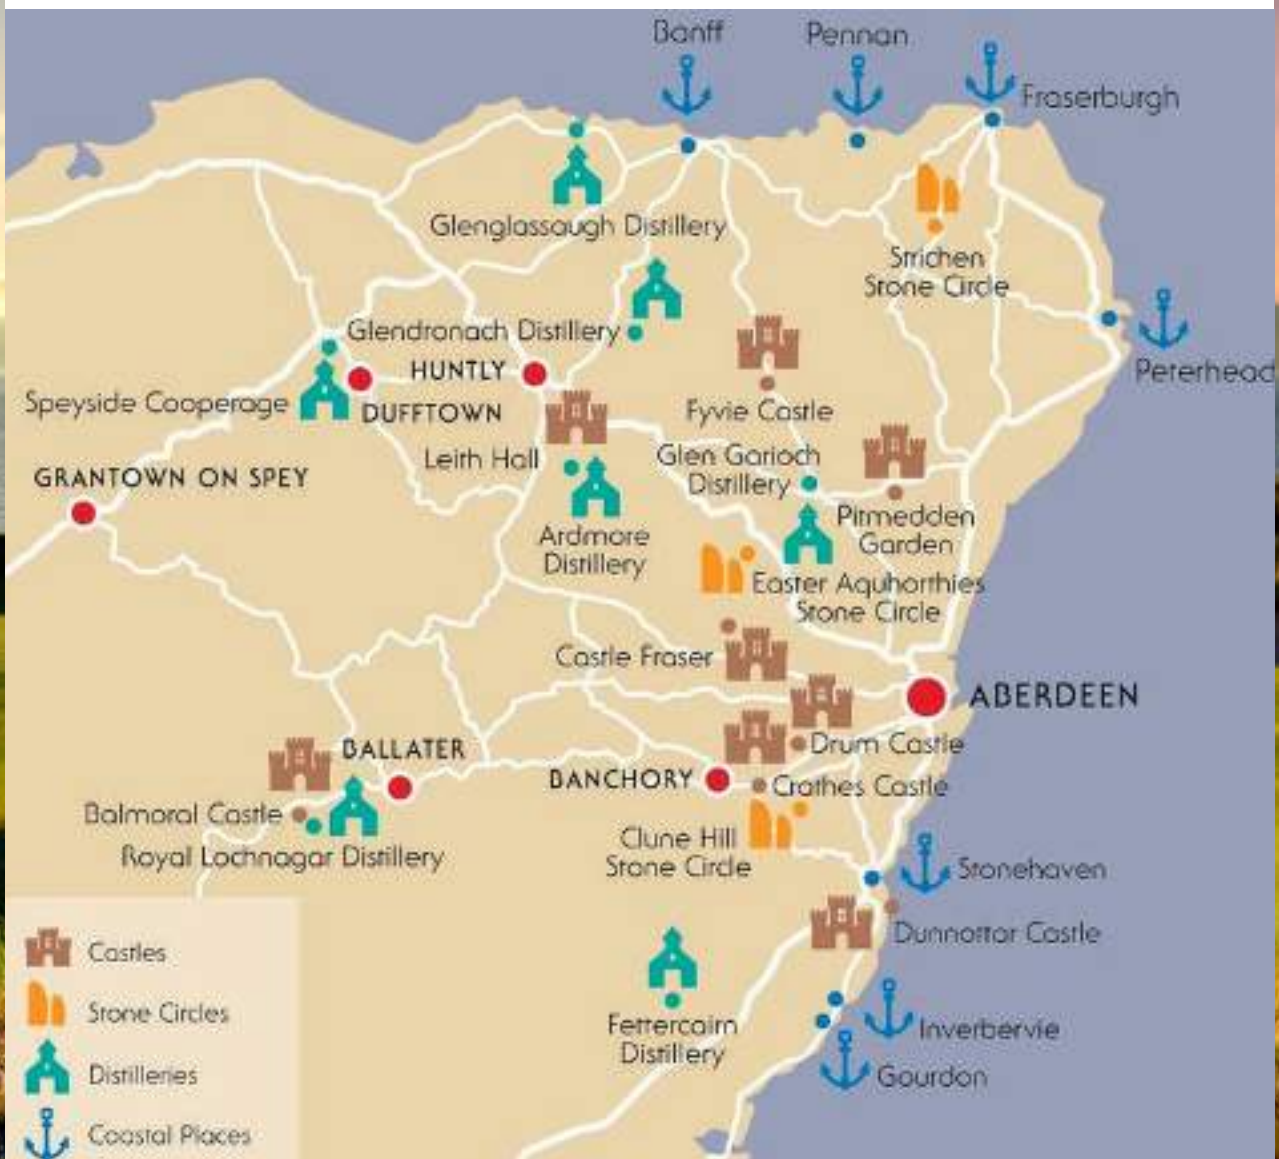 Banff
Pennan
Fraserburgh
Glenglassaugh Distillery
Strichen
Stone Circle
Glendronach Distillery
Peterhead
HUNTLY
Speyside Cooperage
DUFFTOWN
Fyvie Castle
Leith Hall
Glen Garioch
Distillery
GRANTOWN ON SPEY
Pitmedden
Garden
Ardmore
Distillery
Easter Aquhorthies
Stone Circle
Castle Fraser
ABERDEEN
Drum Castle
BALLATER
BANCHORY
Crathes Castle
Balmoral Castle
Royal Lochnagar Distillery
Clune Hill
Stone Circle
Stonehaven
Dunnottar Castle
Castles
Stone Circles
Fettercairn
Distillery
Inverbervie
Gourdon
Distilleries
Coastal Places